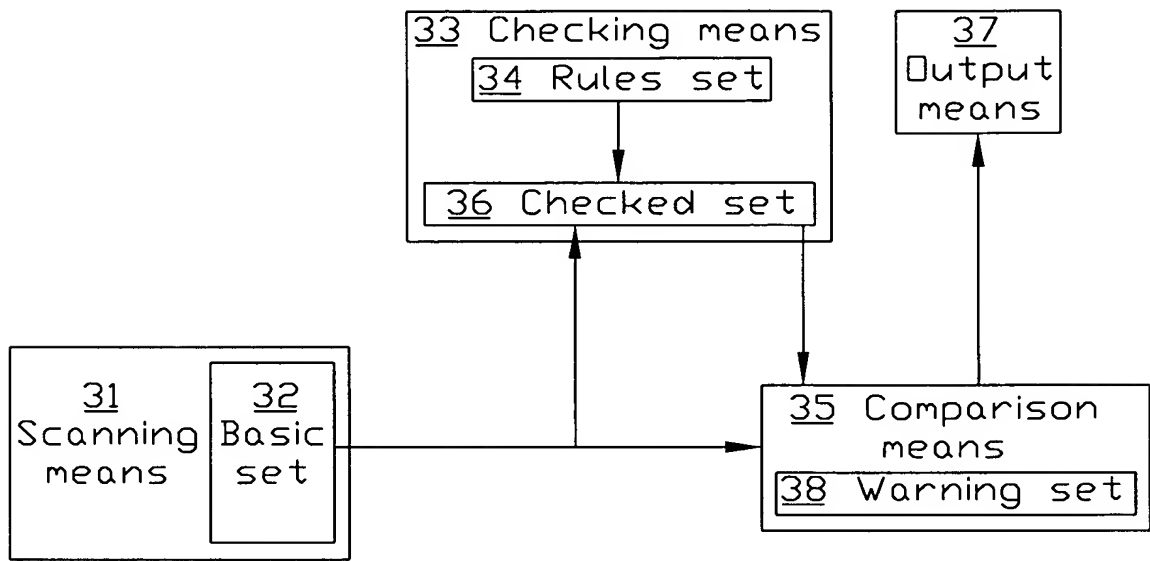 33 Checking means
34 Rules set
36 Checked set
37
Output
means
31
Scanning
means
32
Basic
set
35 Comparison
means
38 Warning set